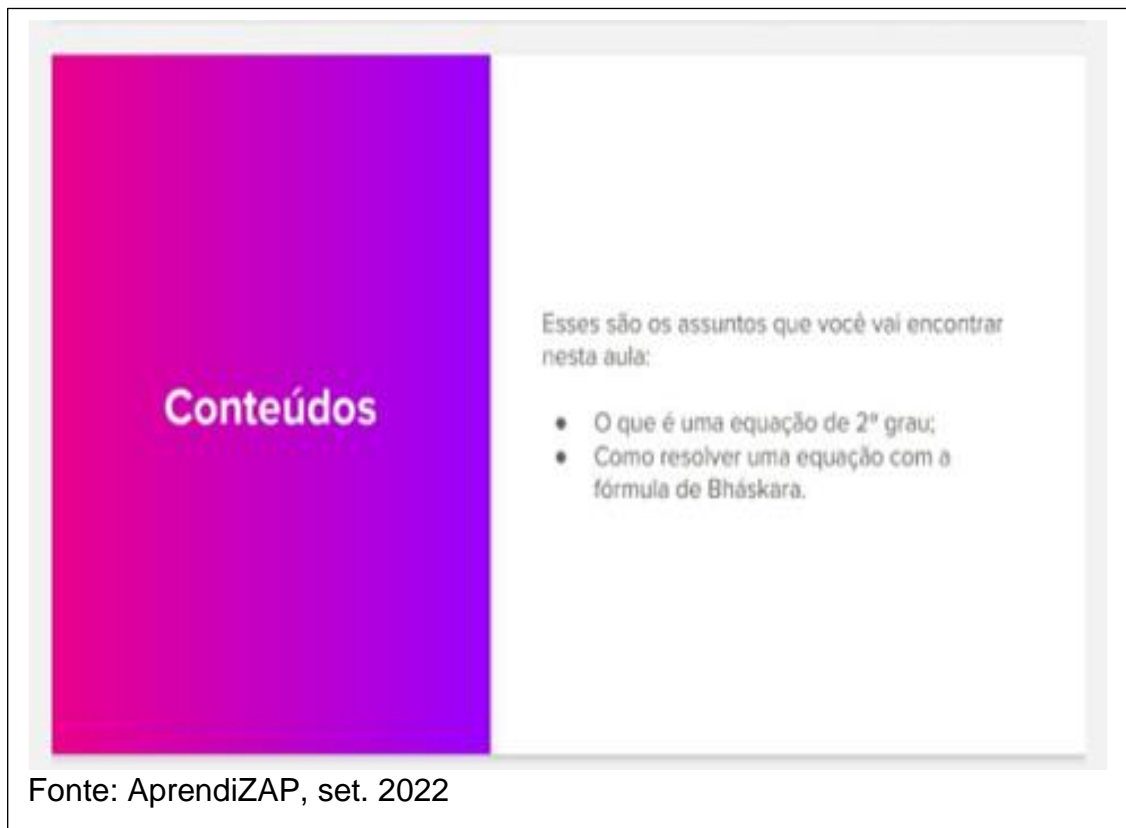 Conteúdos
Esses são os assuntos que você vai encontrar
nesta aula:
● O que é uma equação de 2º grau;
● Como resolver uma equação com a
fórmula de Bháskara.
Fonte: AprendiZAP, set. 2022